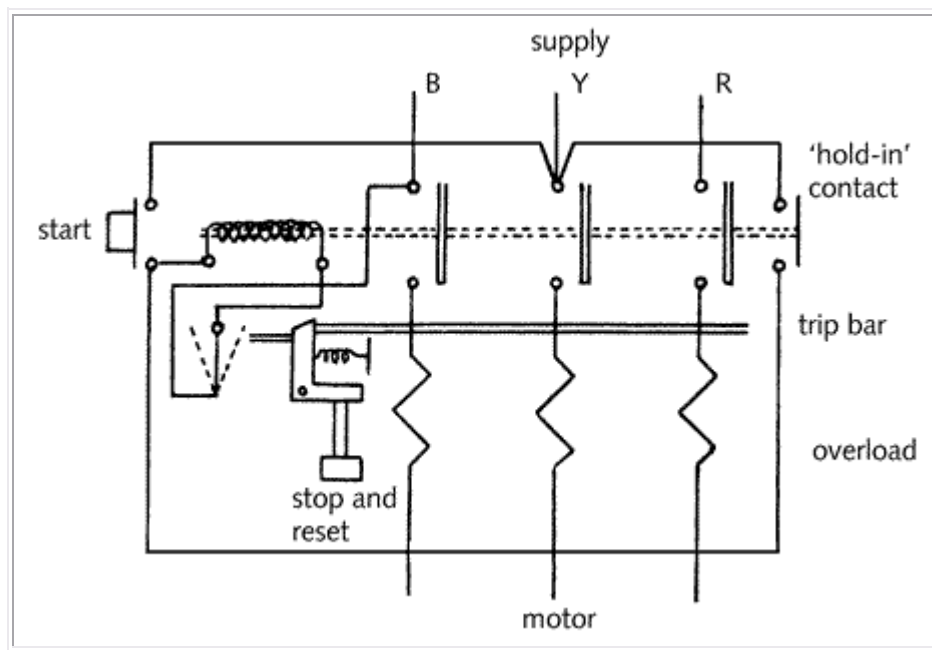 supply
B
Y
R
'hold-in'
contact
start
trip bar
overload
stop and
reset
motor